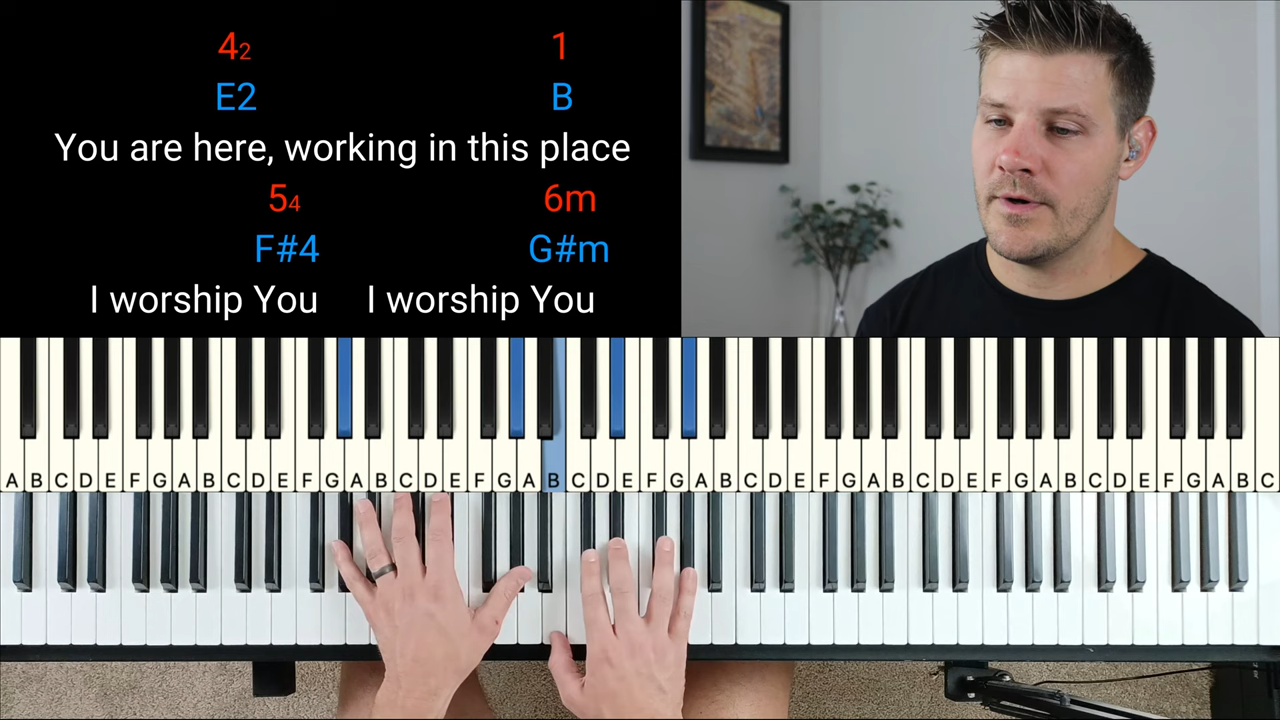 42 1
E2 B
You are here, working in this place
54 6m
F#4 G#m
I worship You I worship You
A B C D E F G A B C D E F G A B C D E F G A B C D E F G A B C D E F G A B C D E F G A B C D E F G A B C